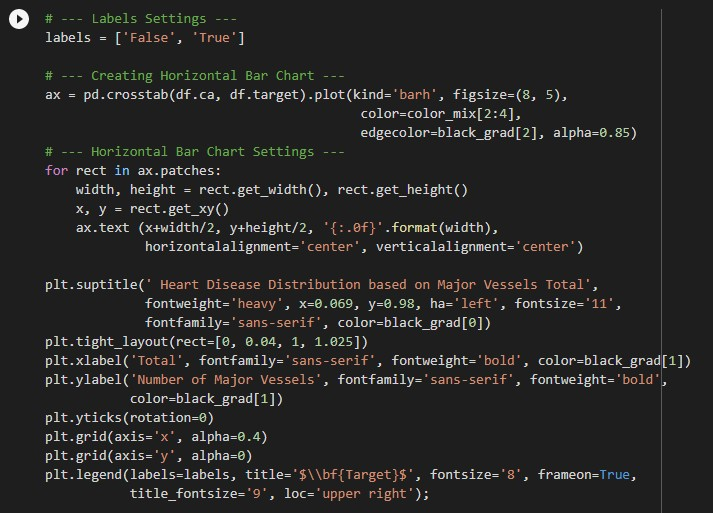 # --- Labels Settings ---
labels = ['False', 'True']
# --- Creating Horizontal Bar Chart ---
ax = pd.crosstab(df.ca, df.target).plot(kind='barh', figsize=(8, 5),
color=color_mix[2:4],
edgecolor=black_grad[2], alpha=0.85)
# --- Horizontal Bar Chart Settings ---
for rect in ax.patches:
width, height = rect.get_width(), rect.get_height()
x, y = rect.get_xy()
ax.text (x+width/2, y+height/2, '{:.0f}'.format(width),
horizontalalignment='center', verticalalignment='center')
plt.suptitle(' Heart Disease Distribution based on Major Vessels Total',
fontweight='heavy', x=0.069, y=0.98, ha='left', fontsize='11',
fontfamily='sans-serif', color=black_grad[0])
plt.tight_layout(rect=[0, 0.04, 1, 1.025])
plt.xlabel('Total', fontfamily='sans-serif', fontweight='bold', color=black_grad[1])
plt.ylabel('Number of Major Vessels', fontfamily='sans-serif', fontweight='bold',
color=black_grad[1])
plt.yticks(rotation=0)
plt.grid(axis='x', alpha=0.4)
plt.grid(axis='y', alpha=0)
plt.legend(labels=labels, title='$\\bf{Target}$', fontsize='8', frameon=True,
title_fontsize='9', loc='upper right');